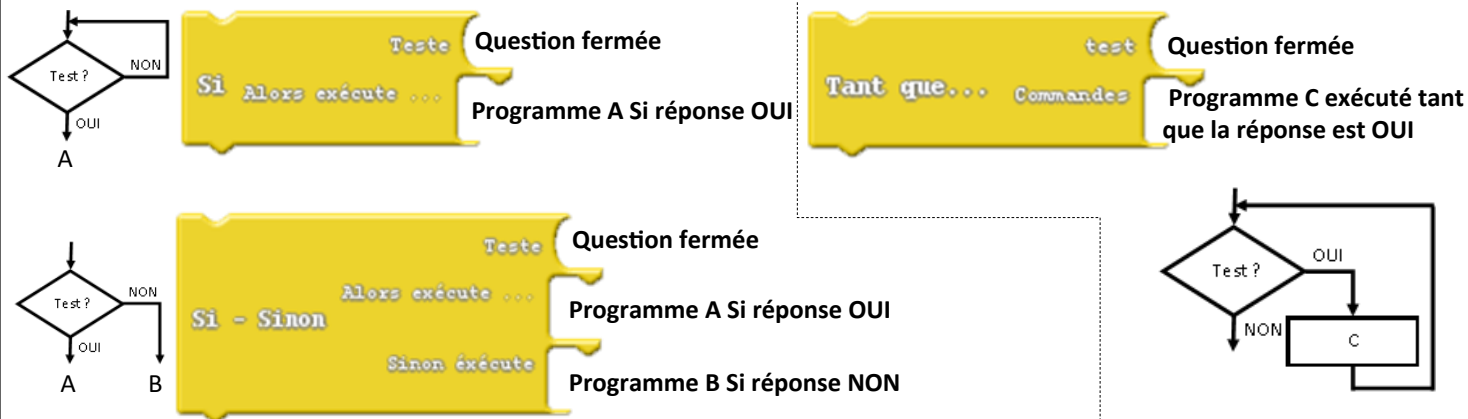 Test ?
NON
OUI
A
Si
Teste
Alors exécute ...
Question fermée
Programme A Si réponse OUI
Tant que...
test
Commandes
Question fermée
Programme C exécuté tant
que la réponse est OUI
Test ?
NON
OUI
A
B
Si - Sinon
Teste
Alors exécute ...
Sinon éxécute
Question fermée
Programme A Si réponse OUI
Programme B Si réponse NON
Test ?
OUI
NON
C